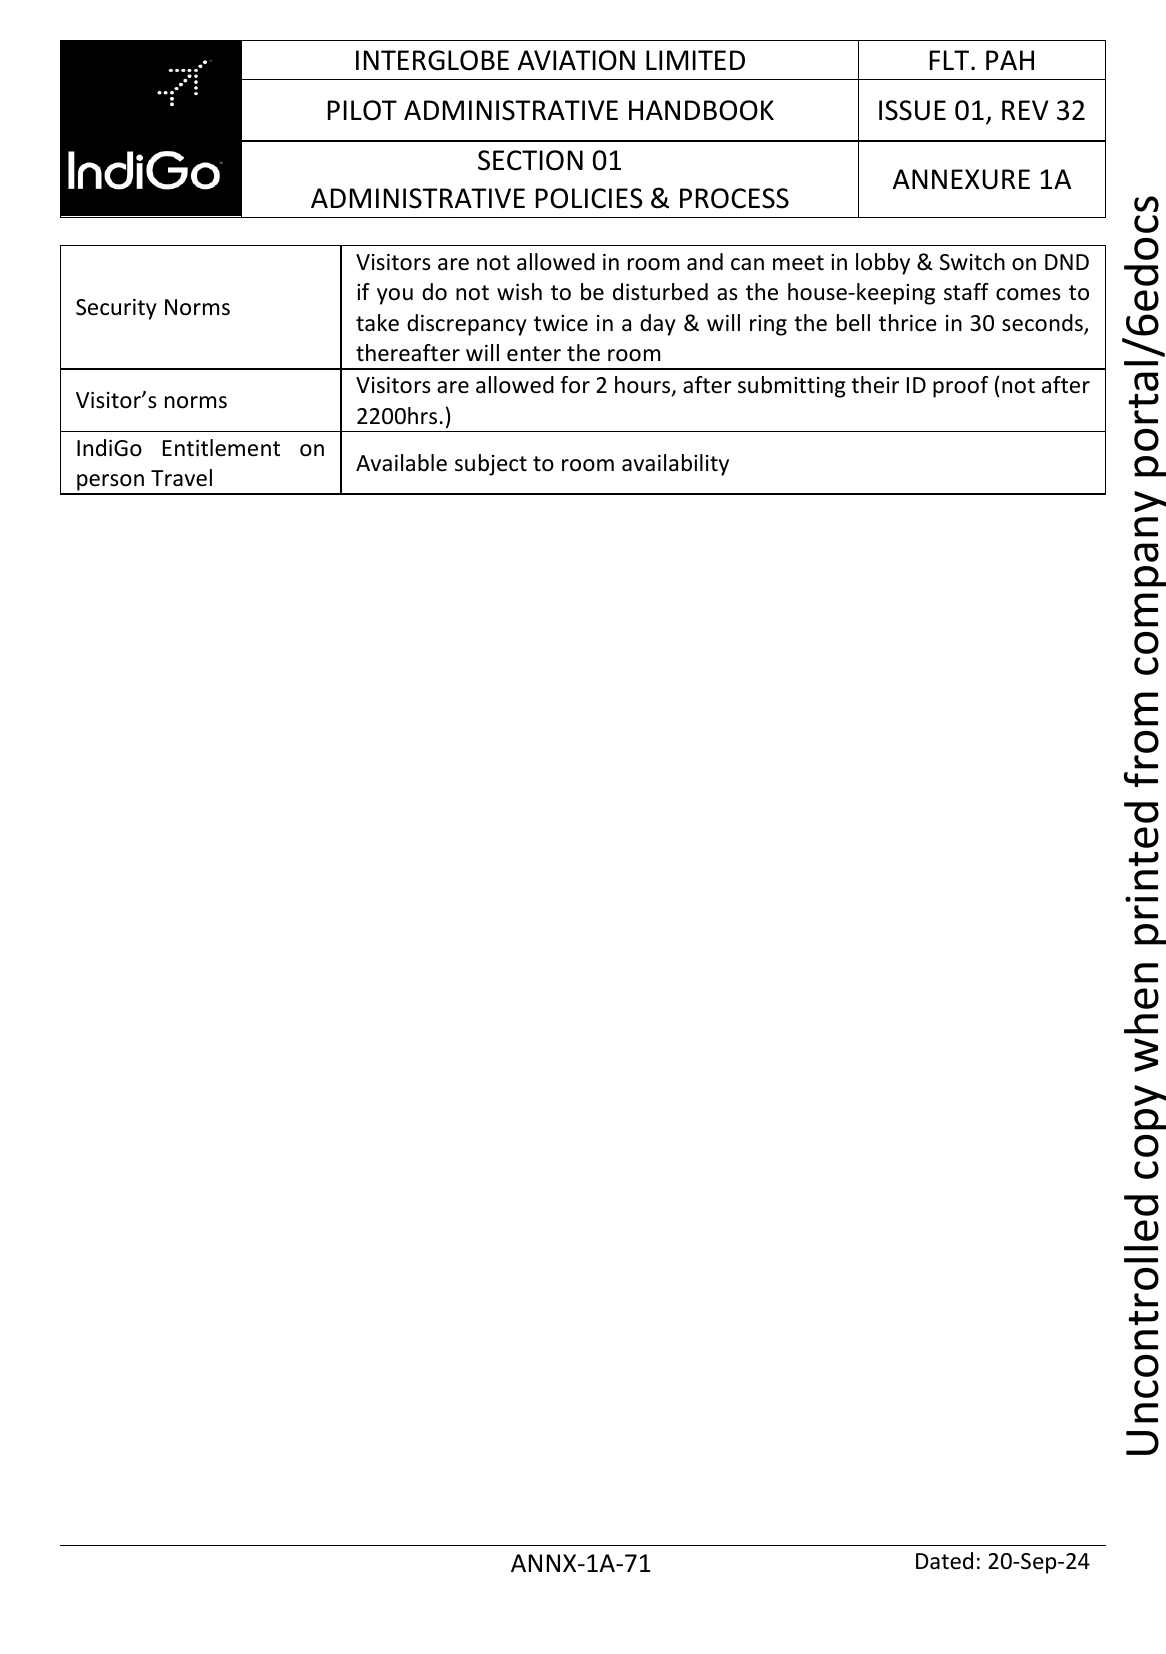 INTERGLOBE AVIATION LIMITED
FLT. PAH
PILOT ADMINISTRATIVE HANDBOOK
ISSUE 01, REV 32
IndiGo
SECTION 01
ADMINISTRATIVE POLICIES & PROCESS
ANNEXURE 1A
Security Norms
Visitors are not allowed in room and can meet in lobby & Switch on DND
if you do not wish to be disturbed as the house-keeping staff comes to
take discrepancy twice in a day & will ring the bell thrice in 30 seconds,
thereafter will enter the room
Visitor’s norms
Visitors are allowed for 2 hours, after submitting their ID proof (not after
2200hrs.)
IndiGo Entitlement on
person Travel
Available subject to room availability
Uncontrolled copy when printed from company portal/6edocs
ANNX-1A-71
Dated: 20-Sep-24